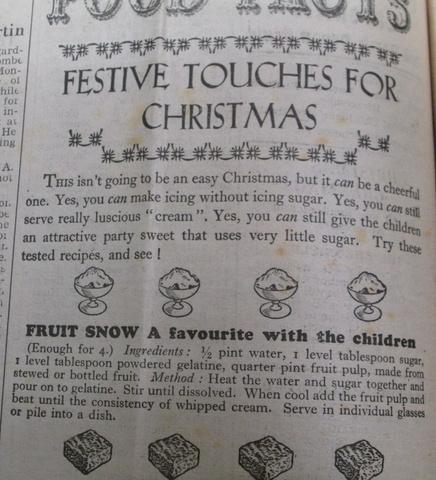 FOOD FACTS
FESTIVE TOUCHES FOR
CHRISTMAS
THIS isn't going to be an easy Christmas, but it can be a cheerful
one. Yes, you can make icing without icing sugar. Yes, you can still
serve really luscious "cream". Yes, you can still give the children
an attractive party sweet that uses very little sugar. Try these
tested recipes, and see!
FRUIT SNOW A favourite with the children
(Enough for 4.) Ingredients: ½ pint water, 1 level tablespoon sugar,
1 level tablespoon powdered gelatine, quarter pint fruit pulp, made from
stewed or bottled fruit. Method: Heat the water and sugar together and
pour on to gelatine. Stir until dissolved. When cool add the fruit pulp and
beat until the consistency of whipped cream. Serve in individual glasses
or pile into a dish.